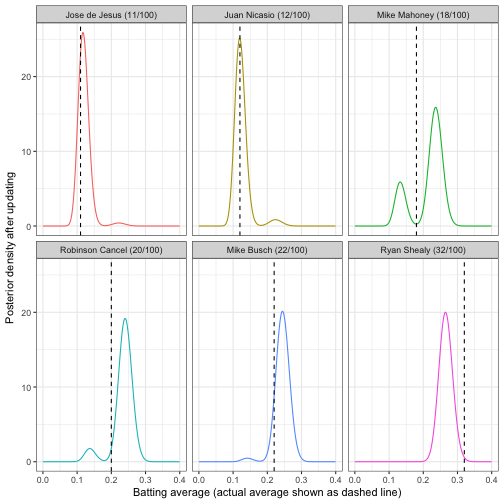 Jose de Jesus (11/100) Juan Nicasio (12/100) Mike Mahoney (18/100)
20
10
0
Robinson Cancel (20/100) Mike Busch (22/100) Ryan Shealy (32/100)
20
10
0
0.0 0.1 0.2 0.3 0.4 0.0 0.1 0.2 0.3 0.4 0.0 0.1 0.2 0.3 0.4
Batting average (actual average shown as dashed line)
Posterior density after updating